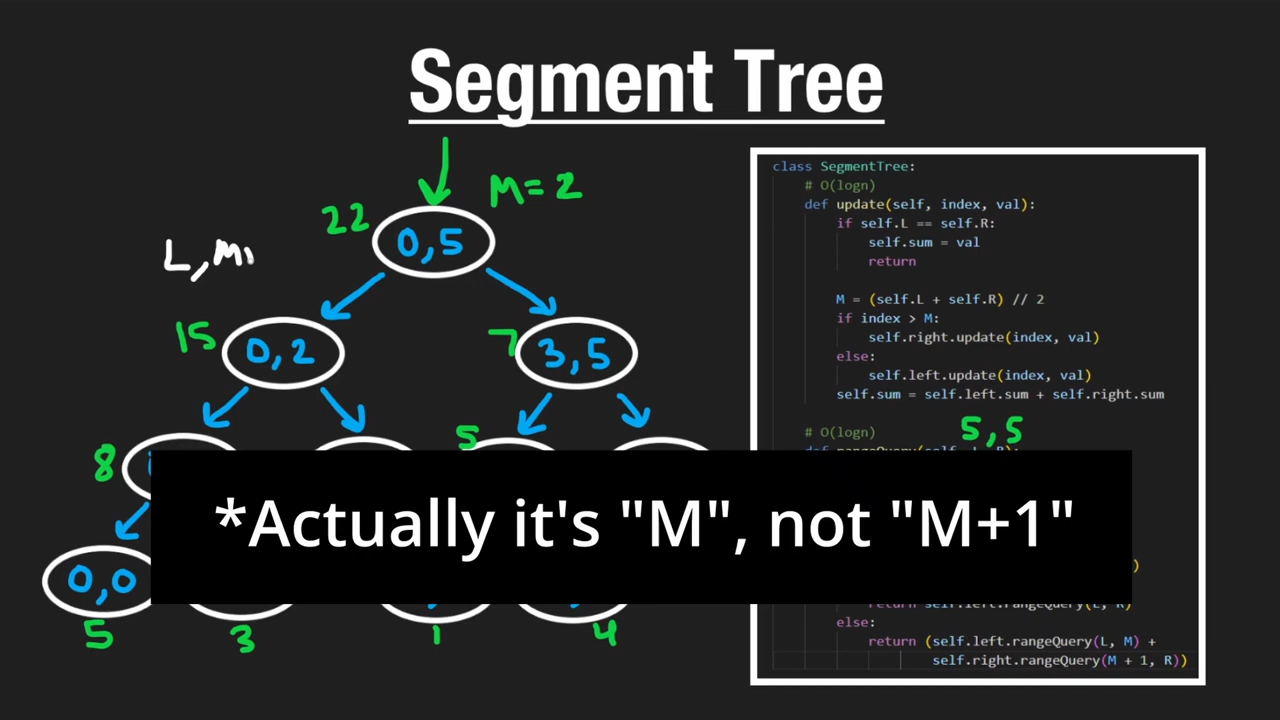 Segment Tree
M=2
22
0,5
L,M
15
0,2
7
3,5
8
5
*Actually it's "M", not "M+1"
0,0
5
3
1
4
class SegmentTree:
# O(logn)
def update(self, index, val):
if self.L == self.R:
self.sum = val
return
M = (self.L + self.R) // 2
if index > M:
self.right.update(index, val)
else:
self.left.update(index, val)
self.sum = self.left.sum + self.right.sum
5,5
# O(logn)
return self.left.rangeQuery(L, R)
else:
return (self.left.rangeQuery(L, M) +
self.right.rangeQuery(M + 1, R))